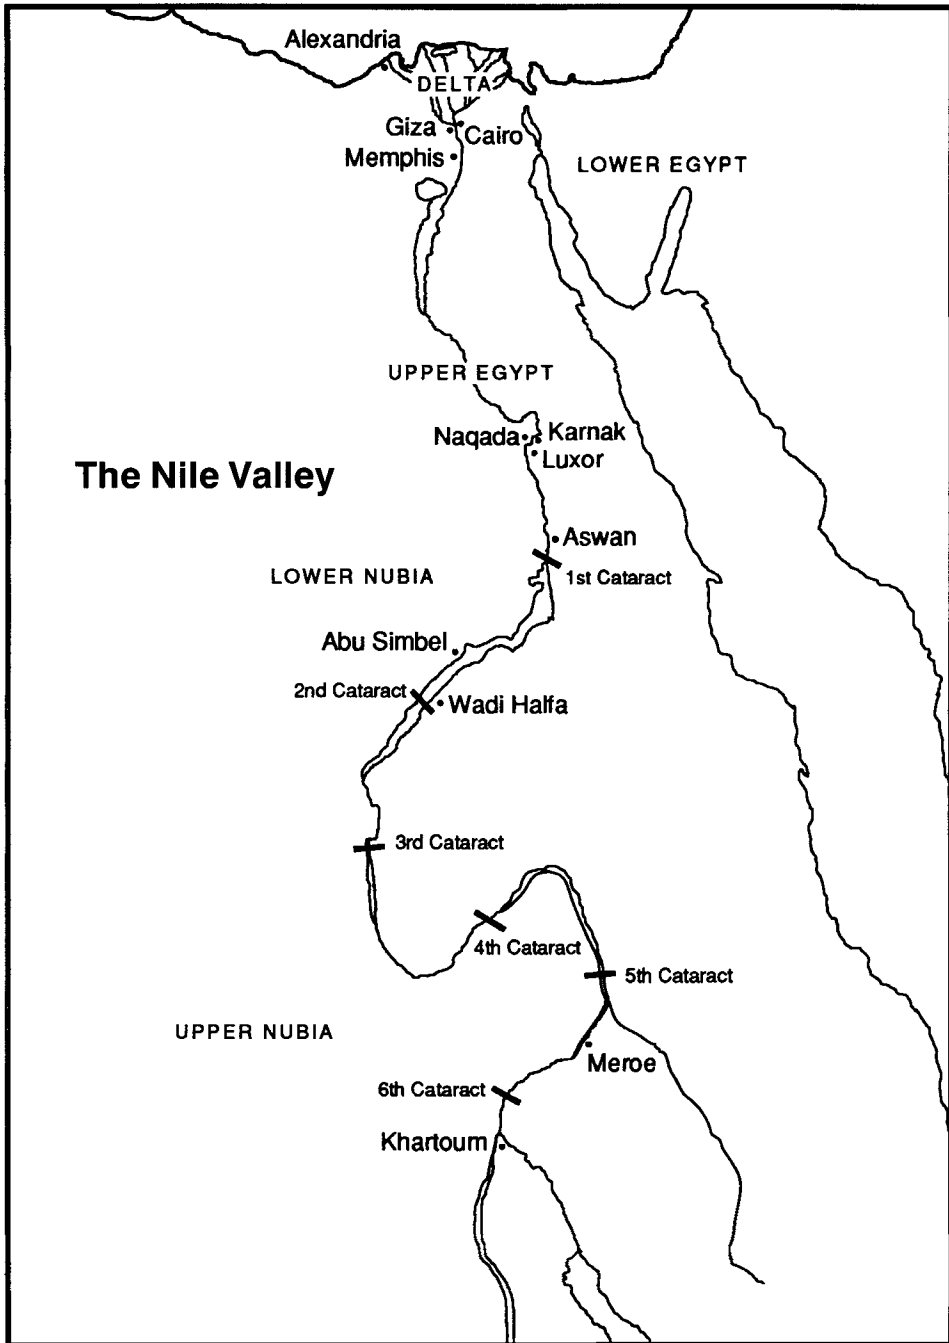 Alexandria
DELTA
Giza
Cairo
Memphis
LOWER EGYPT
UPPER EGYPT
Naqada
Karnak
Luxor
The Nile Valley
Aswan
LOWER NUBIA
1st Cataract
Abu Simbel
2nd Cataract
Wadi Halfa
3rd Cataract
4th Cataract
5th Cataract
UPPER NUBIA
Meroe
6th Cataract
Khartoum